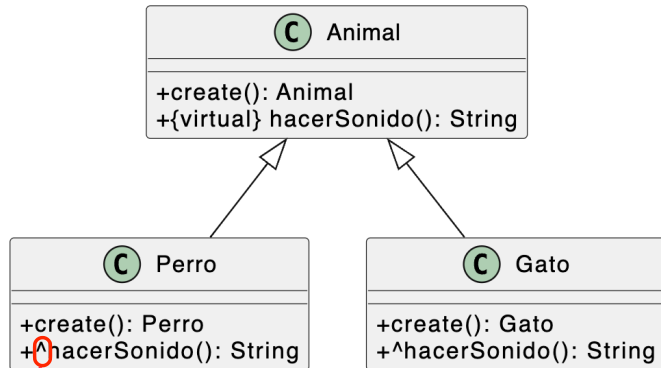 C Animal
+create(): Animal
+{virtual} hacerSonido(): String
C Perro
+create(): Perro
+^hacerSonido(): String
C Gato
+create(): Gato
+^hacerSonido(): String